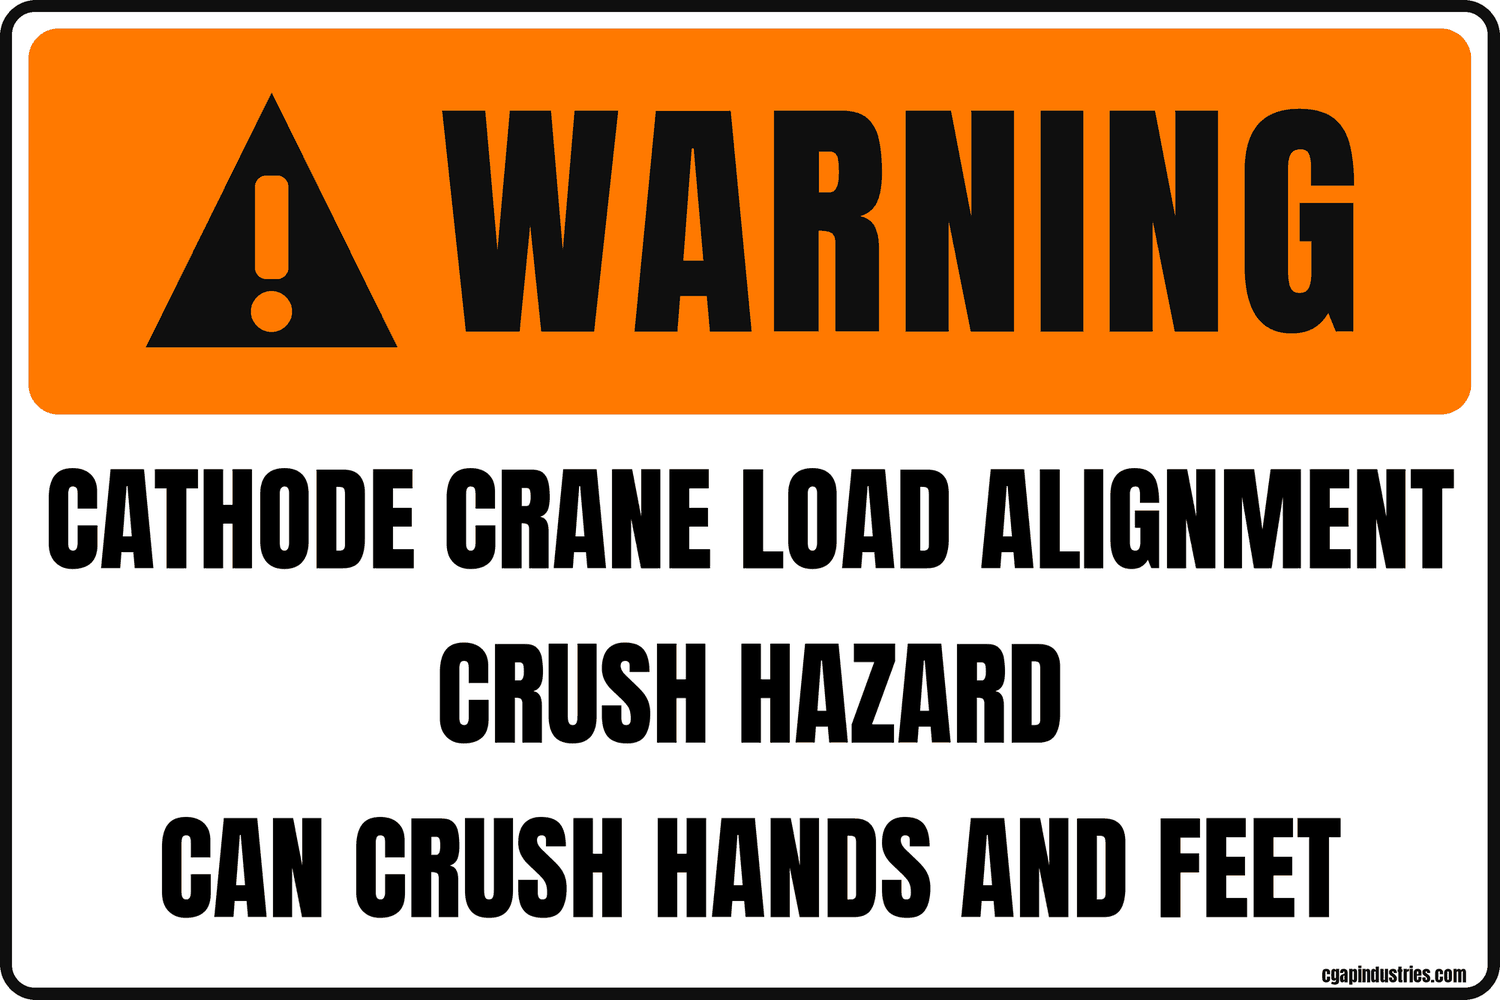 WARNING
CATHODE CRANE LOAD ALIGNMENT
CRUSH HAZARD
CAN CRUSH HANDS AND FEET
cgapindustries.com